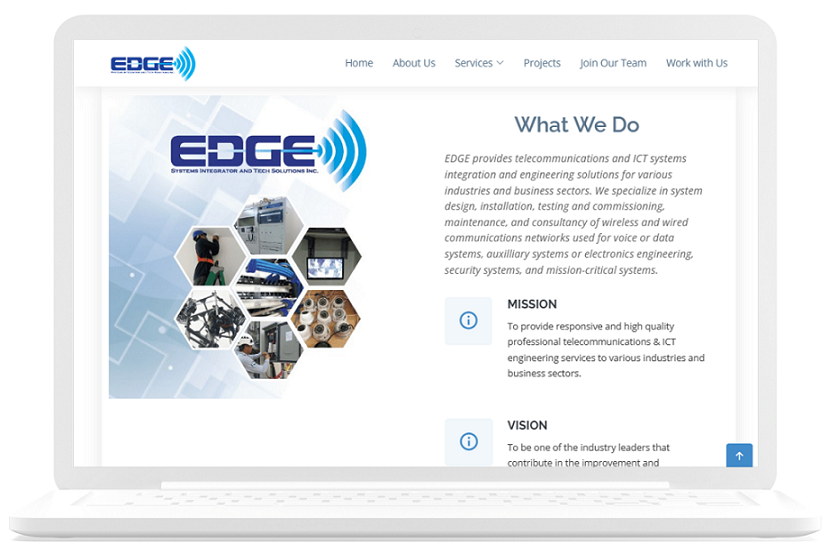 EDGE
Home
About Us
Services
Projects
Join Our Team
Work with Us
EDGE
SYSTEMS INTEGRATOR AND TECH SOLUTIONS INC.
What We Do
EDGE provides telecommunications and ICT systems
integration and engineering solutions for various
industries and business sectors. We specialize in system
design, installation, testing and commissioning,
maintenance, and consultancy of wireless and wired
communications networks used for voice or data
systems, auxilliary systems or electronics engineering,
security systems, and mission-critical systems.
MISSION
To provide responsive and high quality
professional telecommunications & ICT
engineering services to various industries and
business sectors.
VISION
To be one of the industry leaders that
contribute in the improvement and